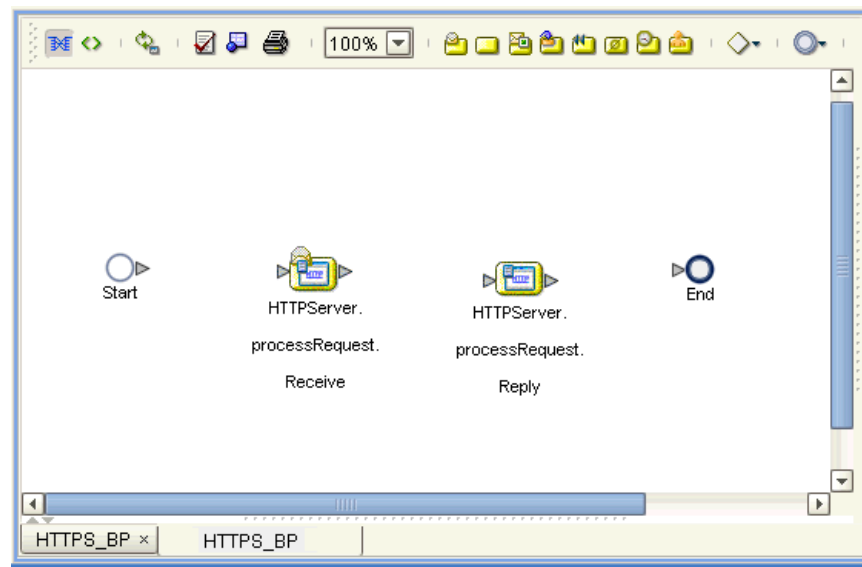 100%
Start
HTTPServer.
processRequest.
Receive
HTTPServer.
processRequest.
Reply
End
HTTPS_BP ×
HTTPS_BP